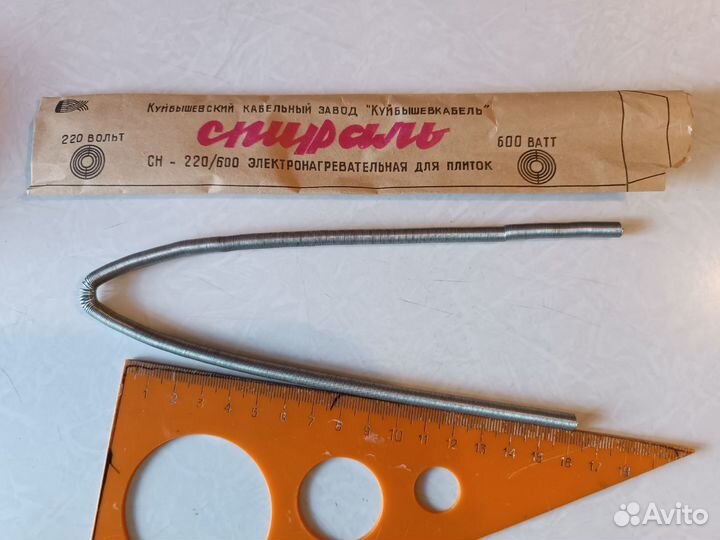 КУЙБЫШЕВСКИЙ КАБЕЛЬНЫЙ ЗАВОД "КУЙБЫШЕВКАБЕЛЬ"
спираль
220 ВОЛЬТ
600 ВАТТ
СН - 220/600 ЭЛЕКТРОНАГРЕВАТЕЛЬНАЯ ДЛЯ ПЛИТОК
1 2 3 4 5 6 7 8 9 10 11 12 13 14 15 16 17 18 19
Avito